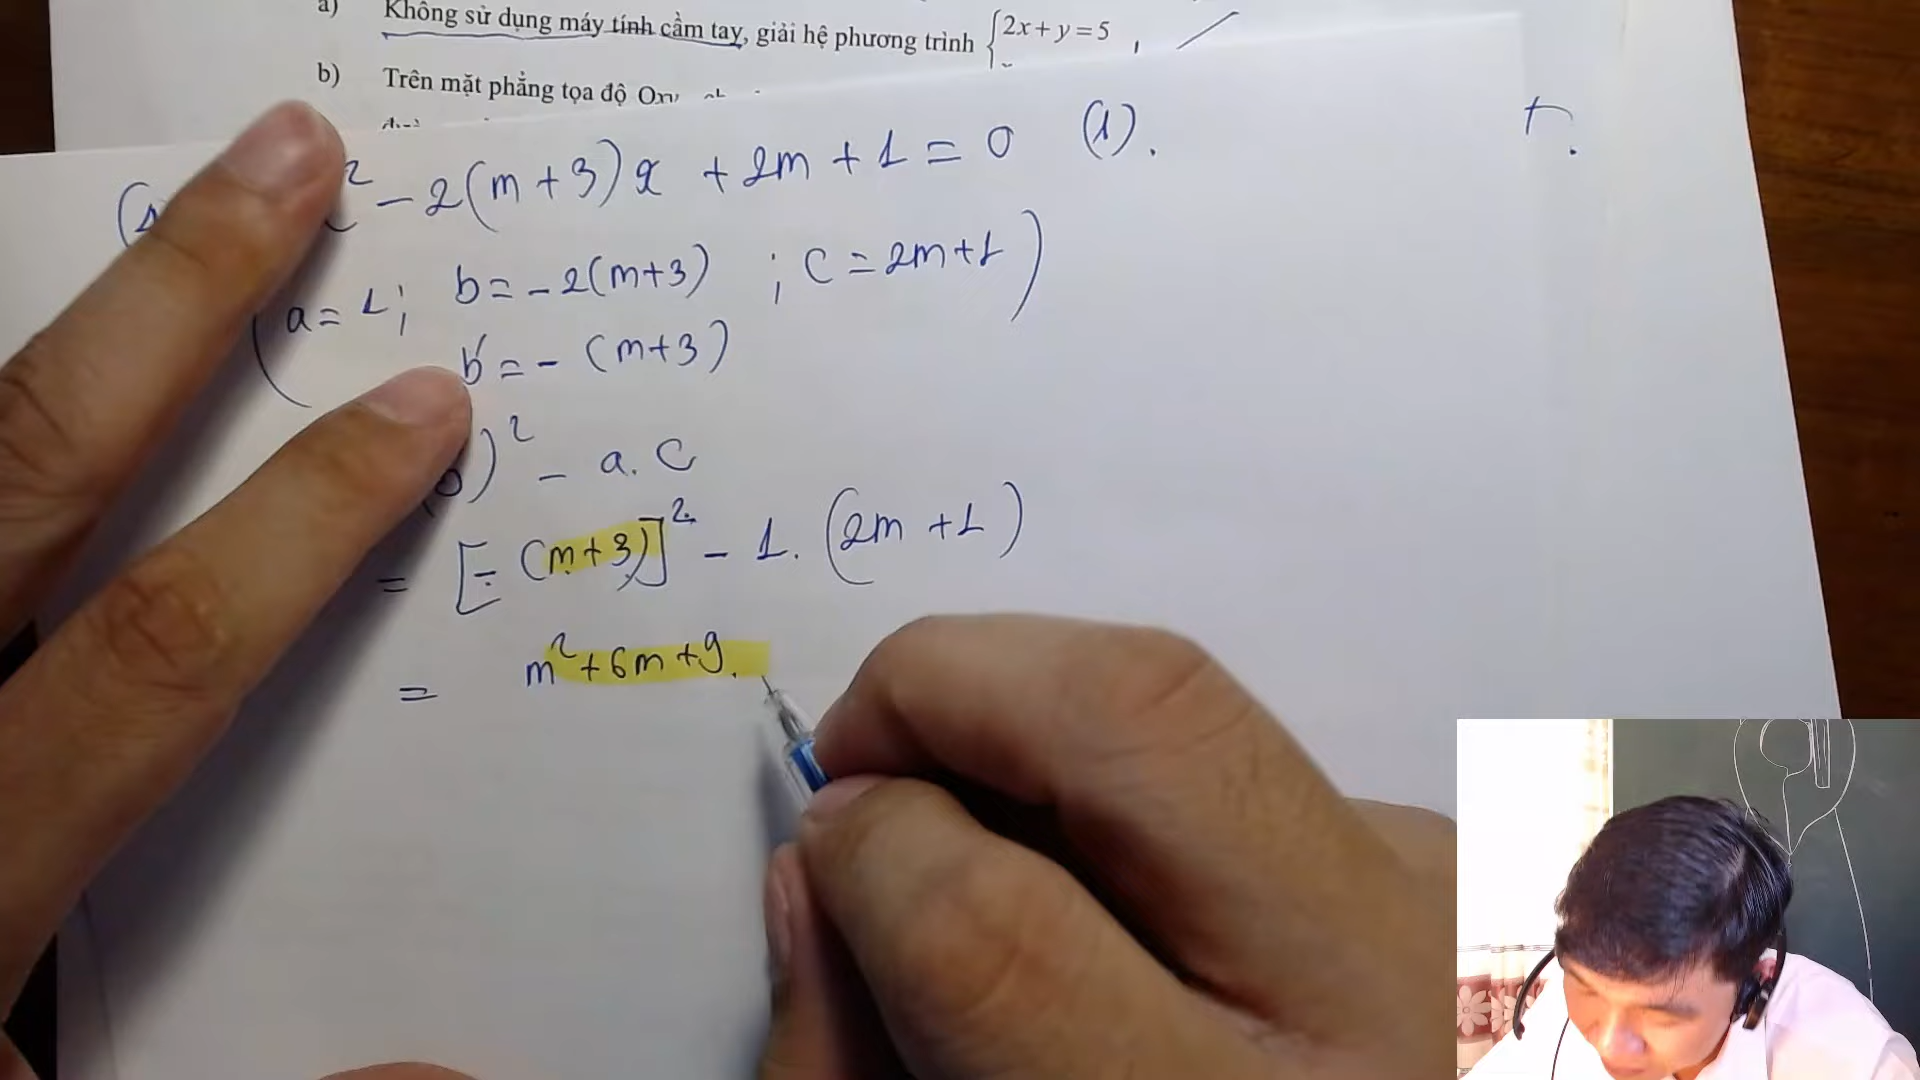 a) Không sử dụng máy tính cầm tay, giải hệ phương trình { 2x + y = 5 ,
b) Trên mặt phẳng tọa độ Oxy
² - 2(m+3)x + 2m + 1 = 0 (1).
(a = 1; b = -2(m+3) ; c = 2m+1)
b' = -(m+3)
)² - a.c
= [-(m+3)]² - 1.(2m+1)
= m² + 6m + 9.